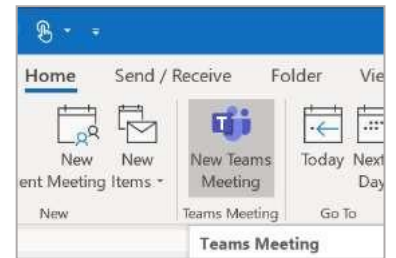 Home Send / Receive Folder Vie
New New New Teams Today Next
ent Meeting Items Meeting Day
New Teams Meeting Go To
Teams Meeting